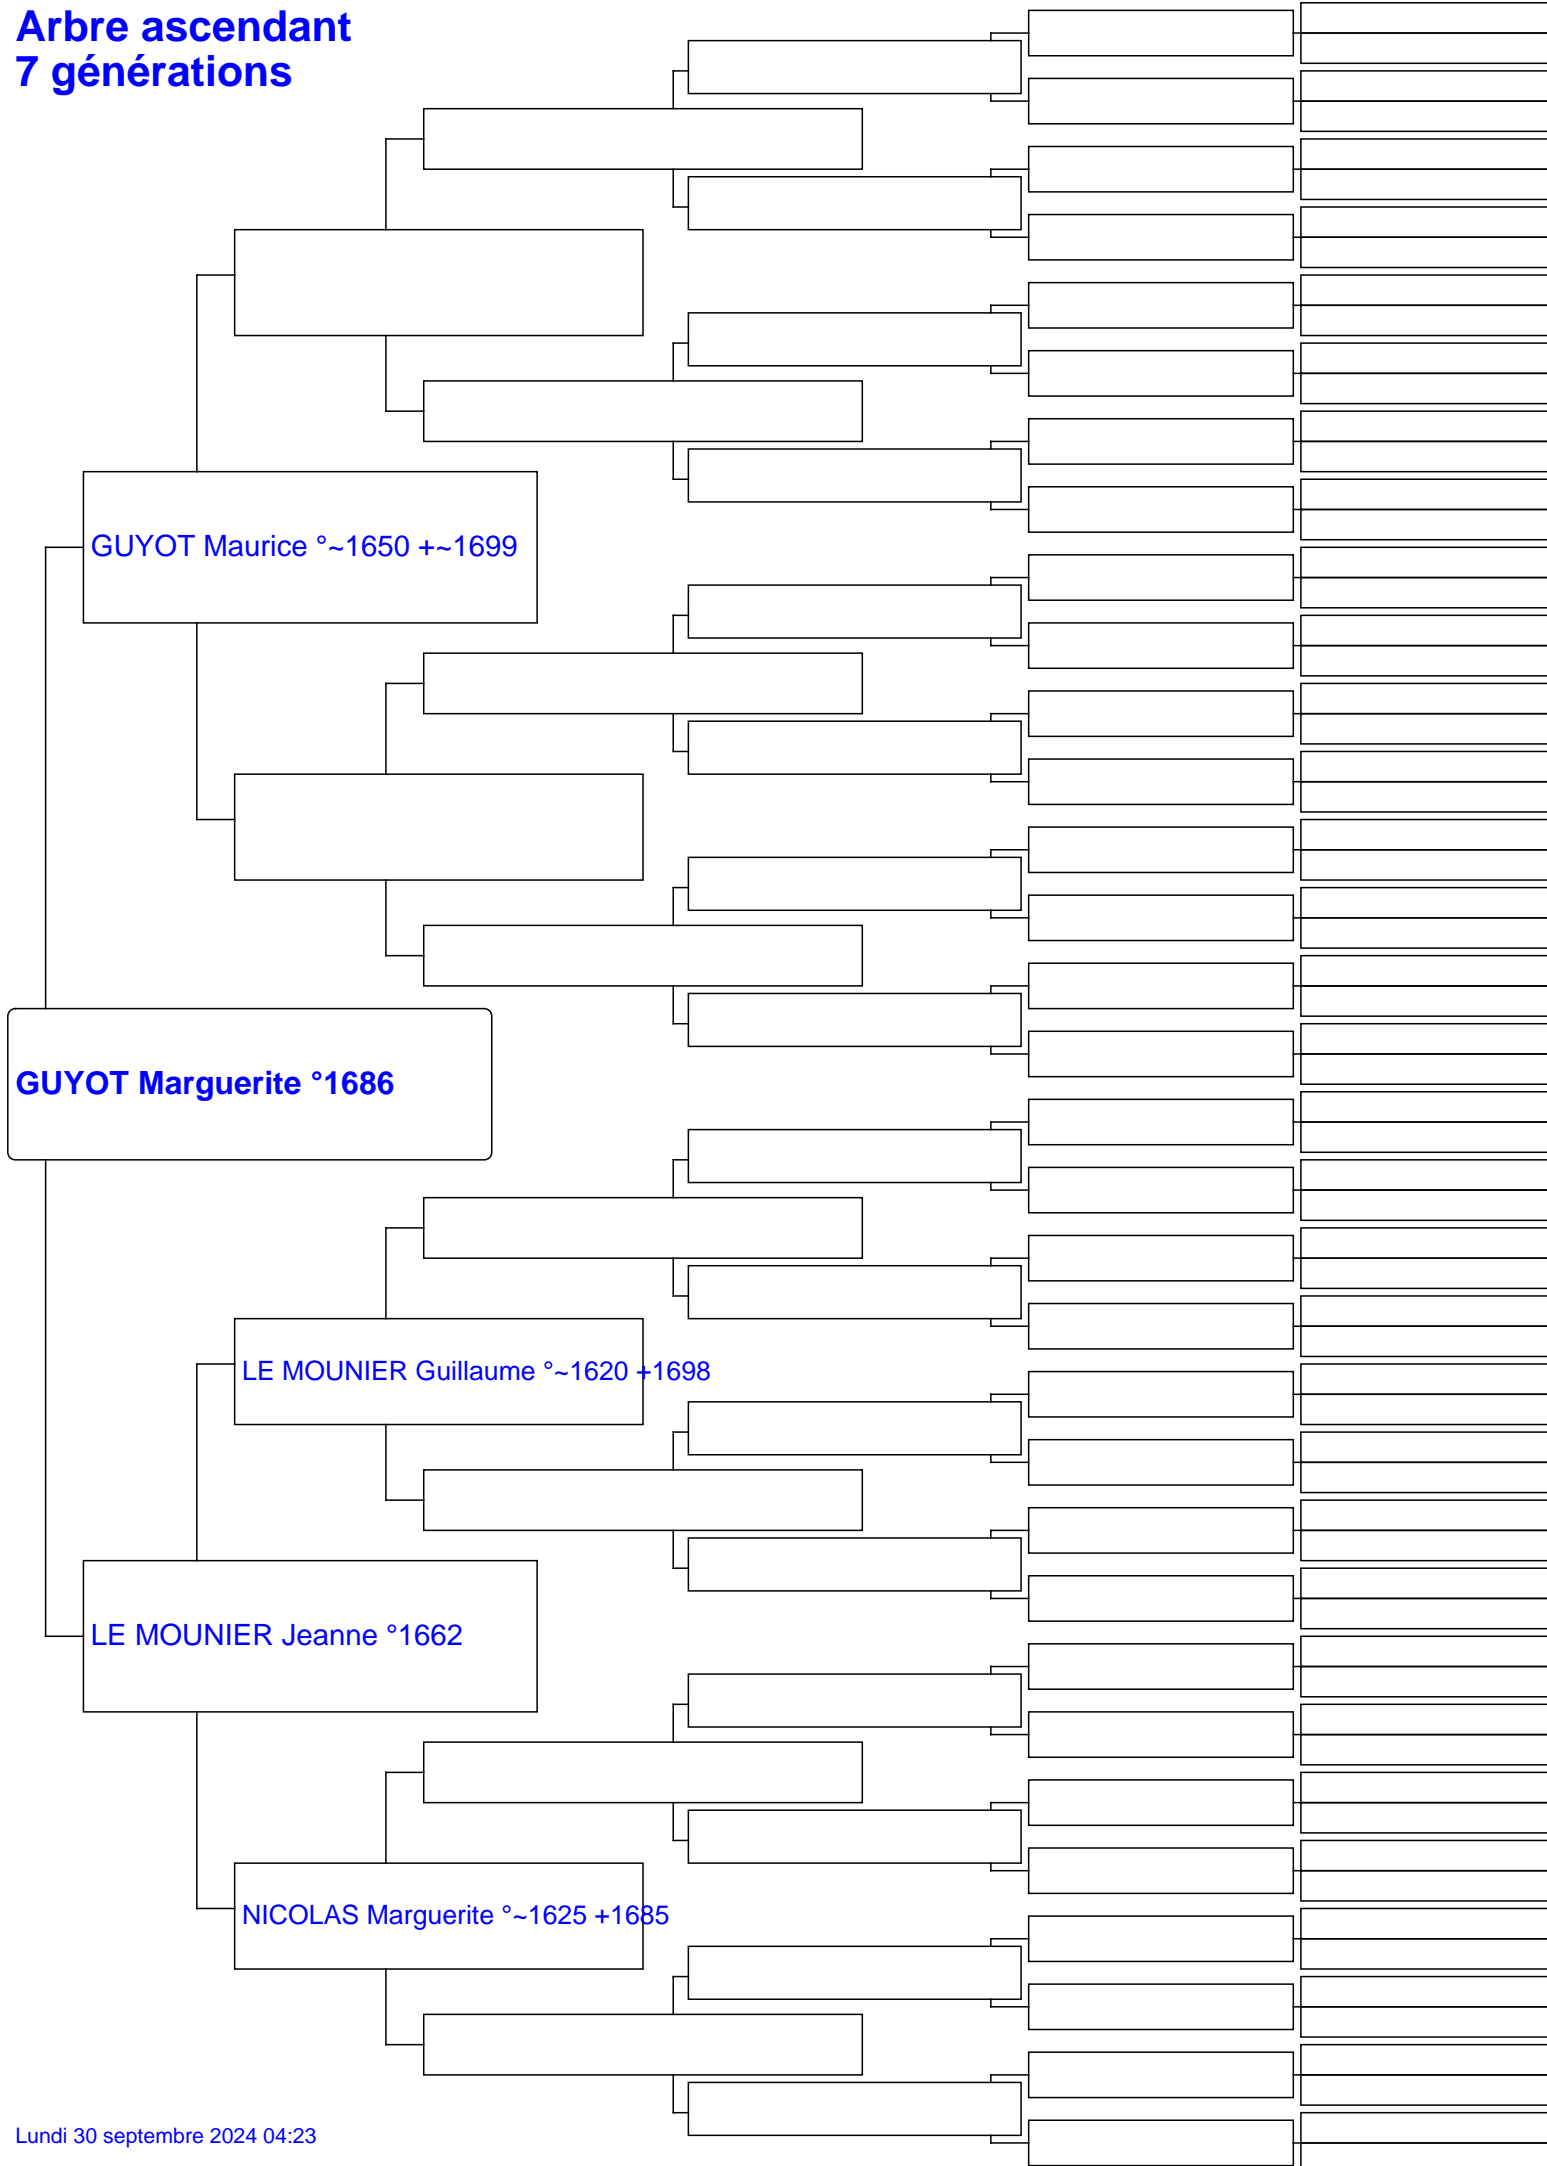 Arbre ascendant
7 générations
GUYOT Maurice °~1650 +~1699
GUYOT Marguerite °1686
LE MOUNIER Guillaume °~1620 +1698
LE MOUNIER Jeanne °1662
NICOLAS Marguerite °~1625 +1685
Lundi 30 septembre 2024 04:23